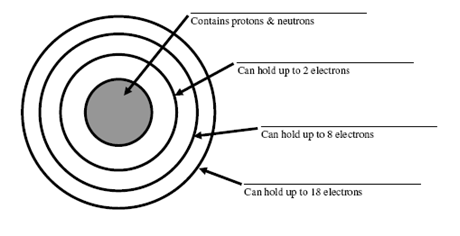 Contains protons & neutrons
Can hold up to 2 electrons
Can hold up to 8 electrons
Can hold up to 18 electrons